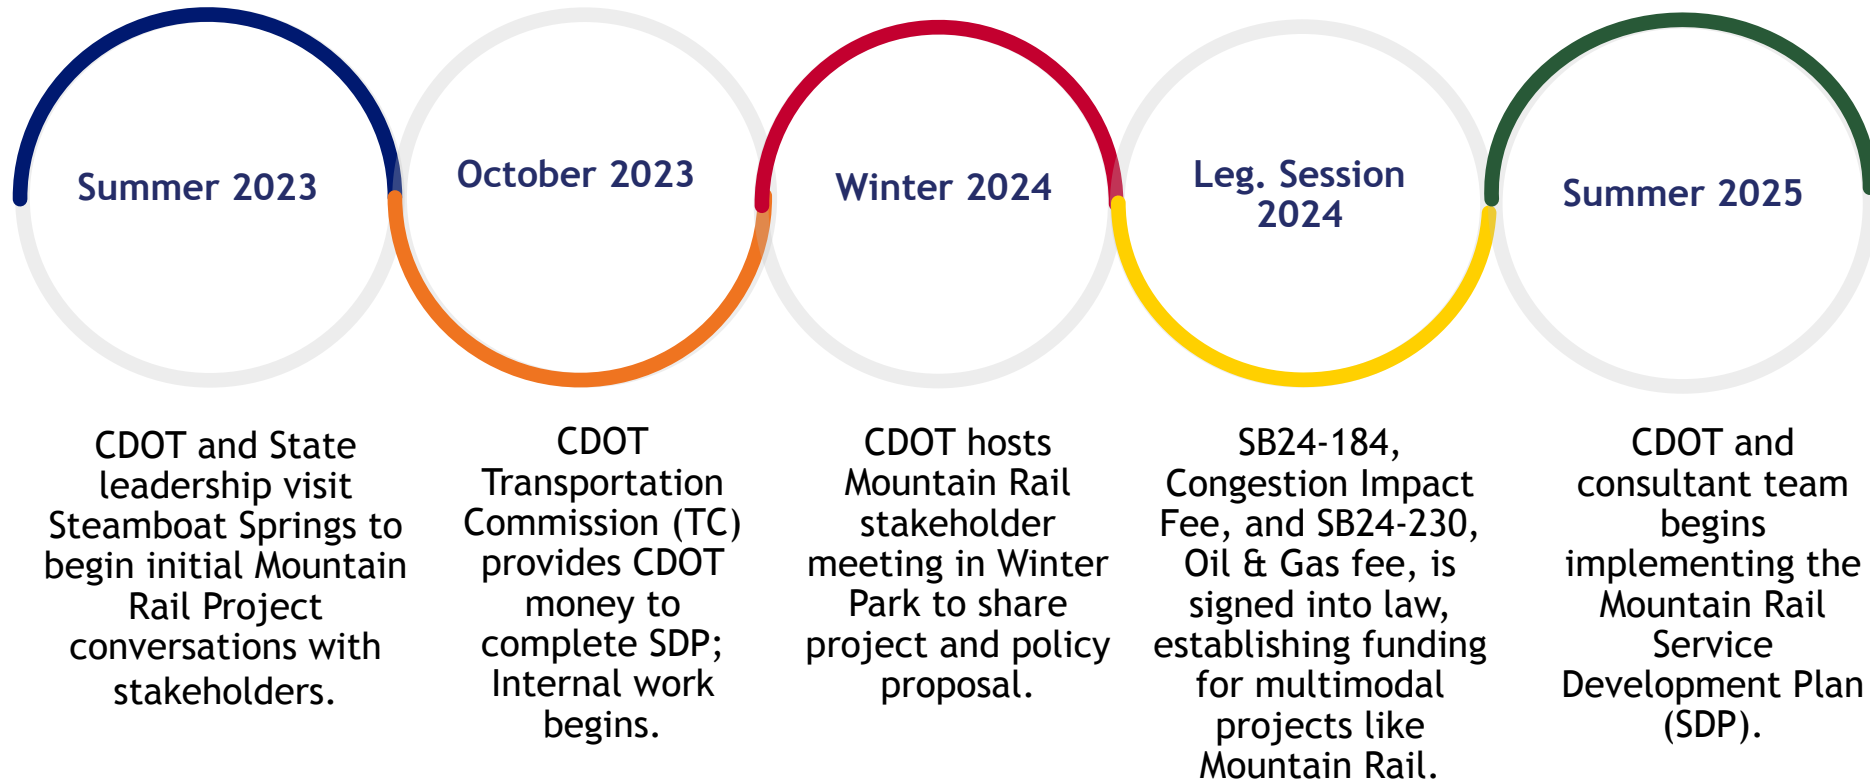 Summer 2023
CDOT and State
leadership visit
Steamboat Springs to
begin initial Mountain
Rail Project
conversations with
stakeholders.
October 2023
CDOT
Transportation
Commission (TC)
provides CDOT
money to
complete SDP;
Internal work
begins.
Winter 2024
CDOT hosts
Mountain Rail
stakeholder
meeting in Winter
Park to share
project and policy
proposal.
Leg. Session
2024
SB24-184,
Congestion Impact
Fee, and SB24-230,
Oil & Gas fee, is
signed into law,
establishing funding
for multimodal
projects like
Mountain Rail.
Summer 2025
CDOT and
consultant team
begins
implementing the
Mountain Rail
Service
Development Plan
(SDP).